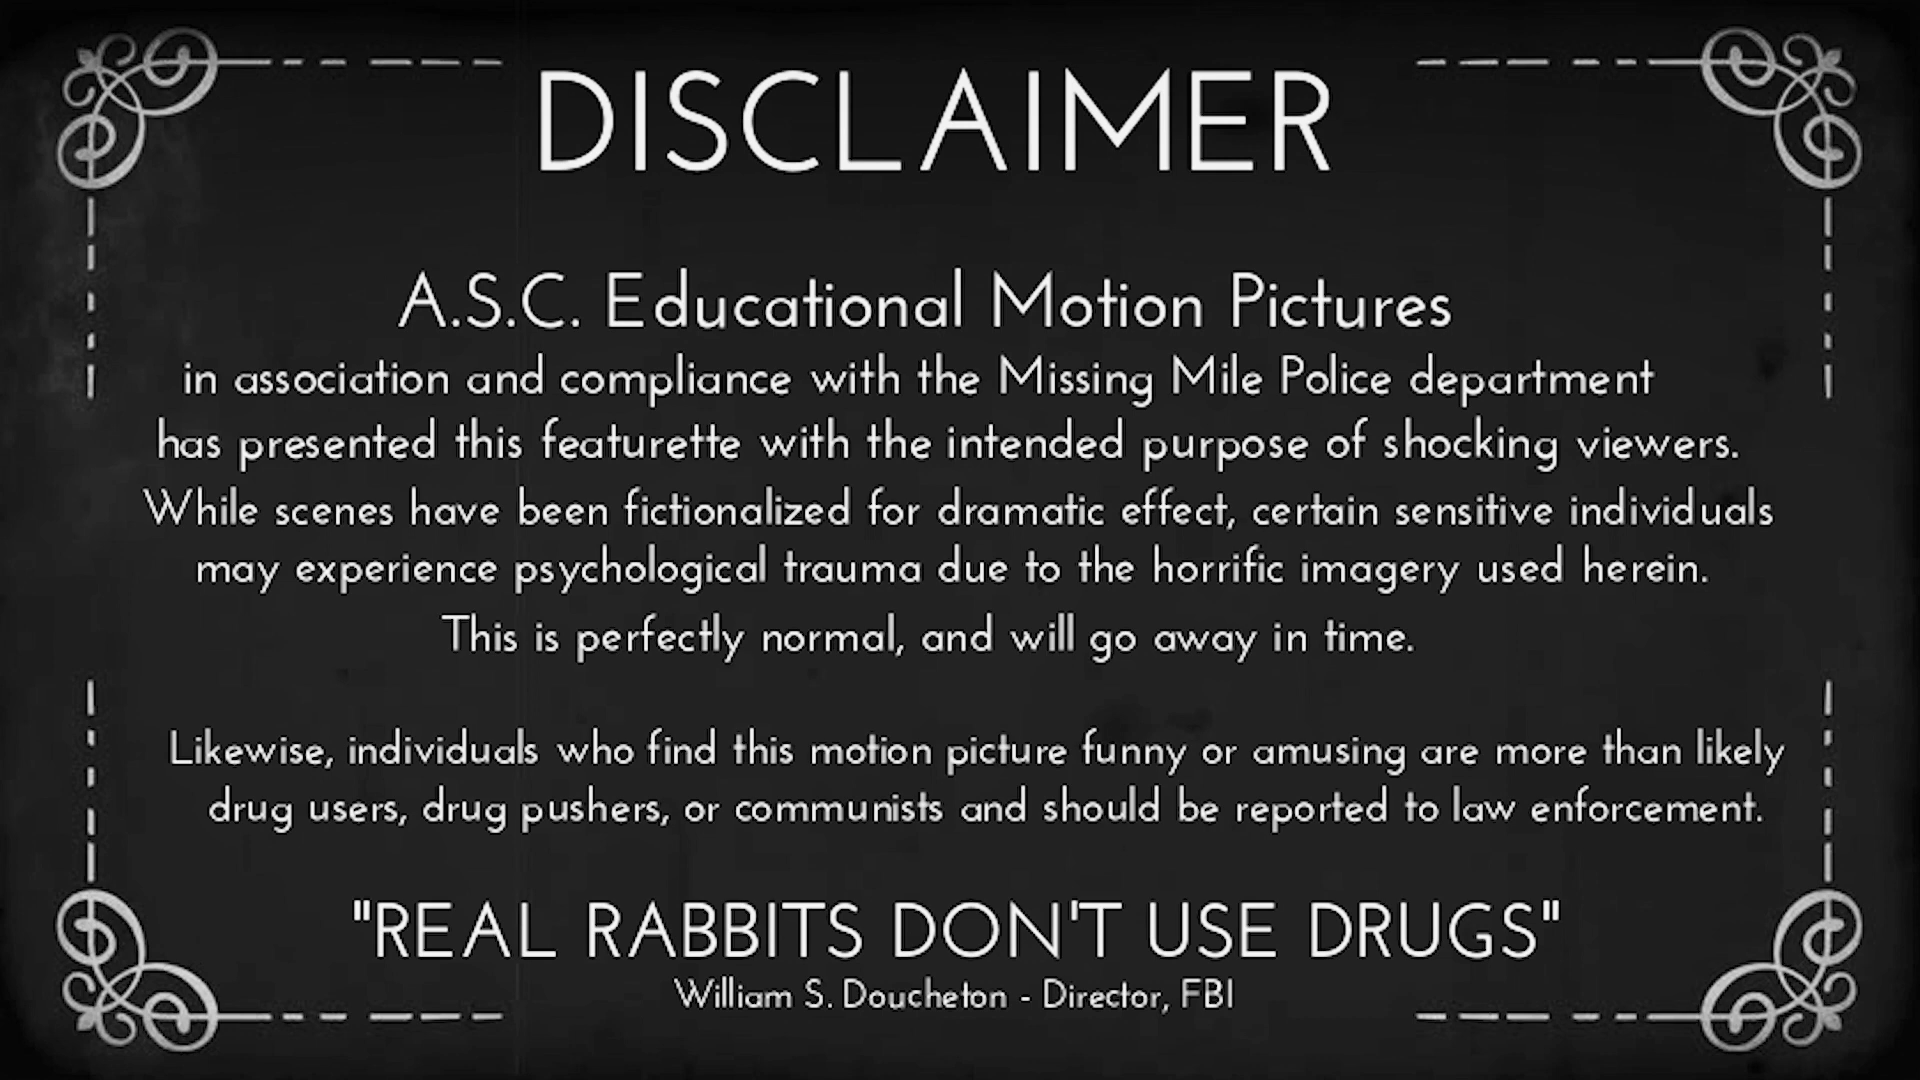 DISCLAIMER
A.S.C. Educational Motion Pictures
in association and compliance with the Missing Mile Police department
has presented this featurette with the intended purpose of shocking viewers.
While scenes have been fictionalized for dramatic effect, certain sensitive individuals
may experience psychological trauma due to the horrific imagery used herein.
This is perfectly normal, and will go away in time.
Likewise, individuals who find this motion picture funny or amusing are more than likely
drug users, drug pushers, or communists and should be reported to law enforcement.
"REAL RABBITS DON'T USE DRUGS"
William S. Doucheton - Director, FBI